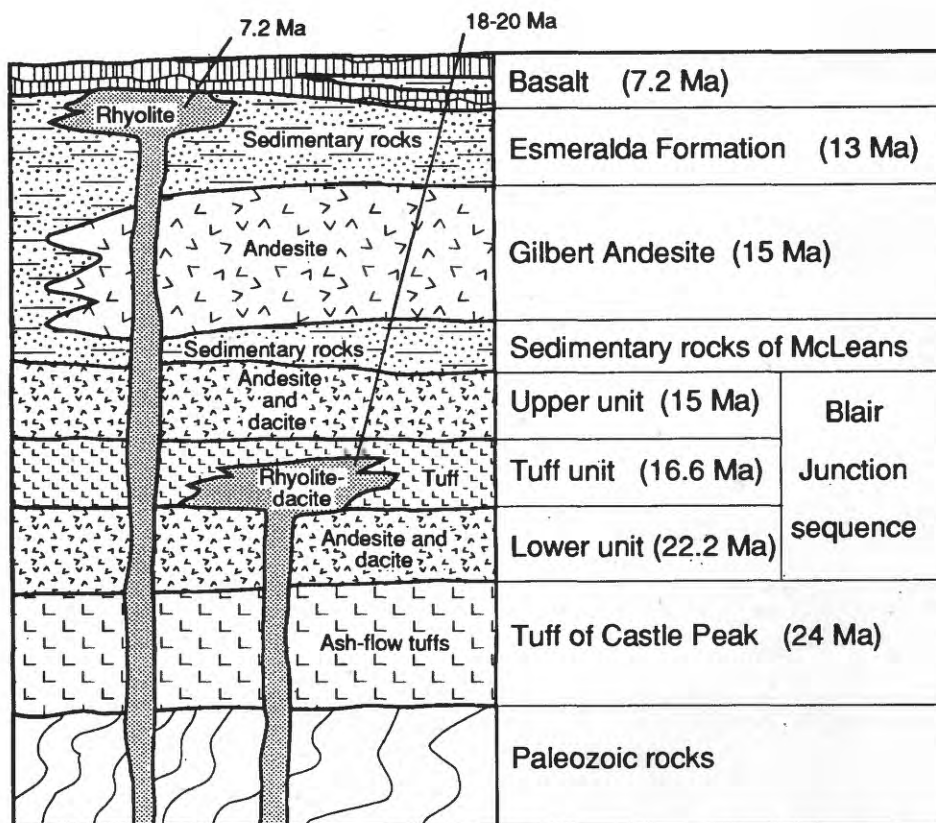 7.2 Ma
18-20 Ma
Rhyolite
Sedimentary rocks
Andesite
Sedimentary rocks
Andesite
and
dacite
Rhyolite-
dacite
Tuff
Andesite and
dacite
Ash-flow tuffs
Basalt (7.2 Ma)
Esmeralda Formation (13 Ma)
Gilbert Andesite (15 Ma)
Sedimentary rocks of McLeans
Upper unit (15 Ma)
Tuff unit (16.6 Ma)
Lower unit (22.2 Ma)
Blair
Junction
sequence
Tuff of Castle Peak (24 Ma)
Paleozoic rocks